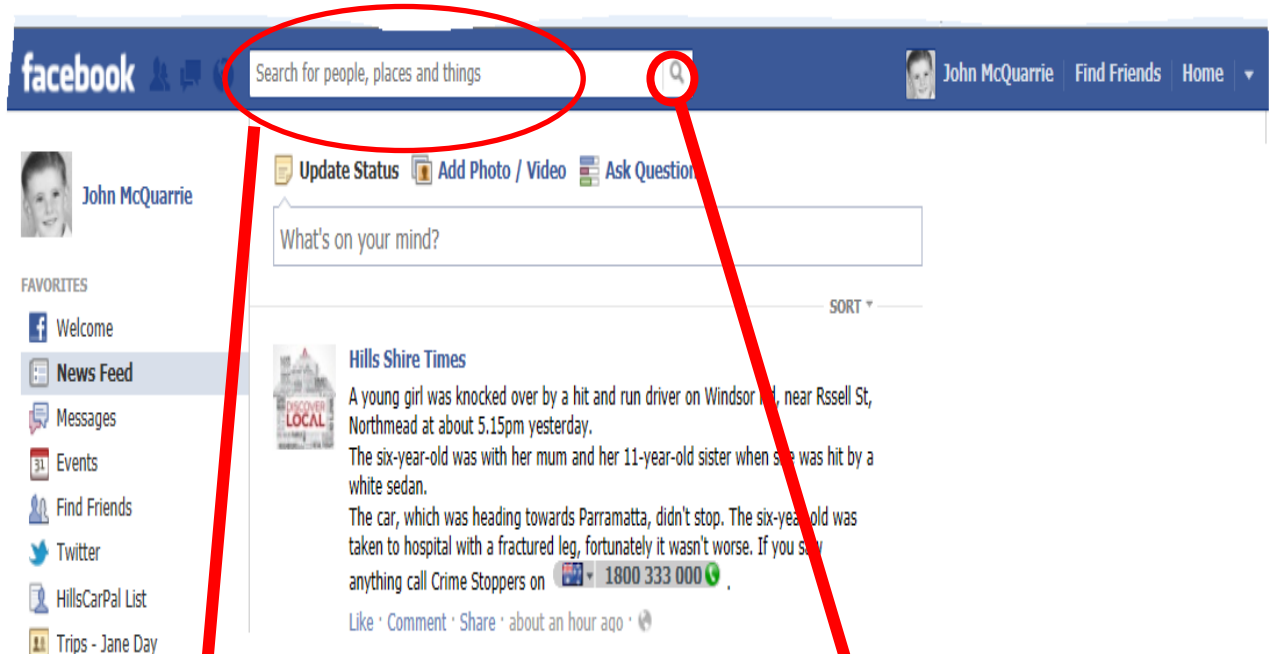 facebook
Search for people, places and things
John McQuarrie
Find Friends
Home
John McQuarrie
Update Status
Add Photo / Video
Ask Question
What's on your mind?
SORT
FAVORITES
Welcome
News Feed
Messages
31
Events
Find Friends
Twitter
HillsCarPal List
Trips - Jane Day
DISCOVER
LOCAL
Hills Shire Times
A young girl was knocked over by a hit and run driver on Windsor , near Rssell St,
Northmead at about 5.15pm yesterday.
The six-year-old was with her mum and her 11-year-old sister when she was hit by a
white sedan.
The car, which was heading towards Parramatta, didn't stop. The six-year-old was
taken to hospital with a fractured leg, fortunately it wasn't worse. If you saw
anything call Crime Stoppers on 1800 333 000 .
Like · Comment · Share · about an hour ago ·